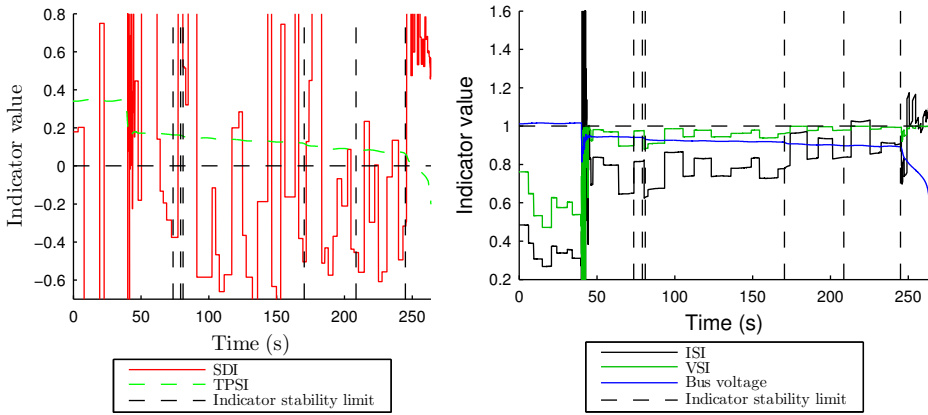 0.8
0.6
0.4
0.2
0
−0.2
−0.4
−0.6
Indicator value
0 50 100 150 200 250
Time (s)
SDI
TPSI
Indicator stability limit
1.6
1.4
1.2
1
0.8
0.6
0.4
0.2
Indicator value
0 50 100 150 200 250
Time (s)
ISI
VSI
Bus voltage
Indicator stability limit